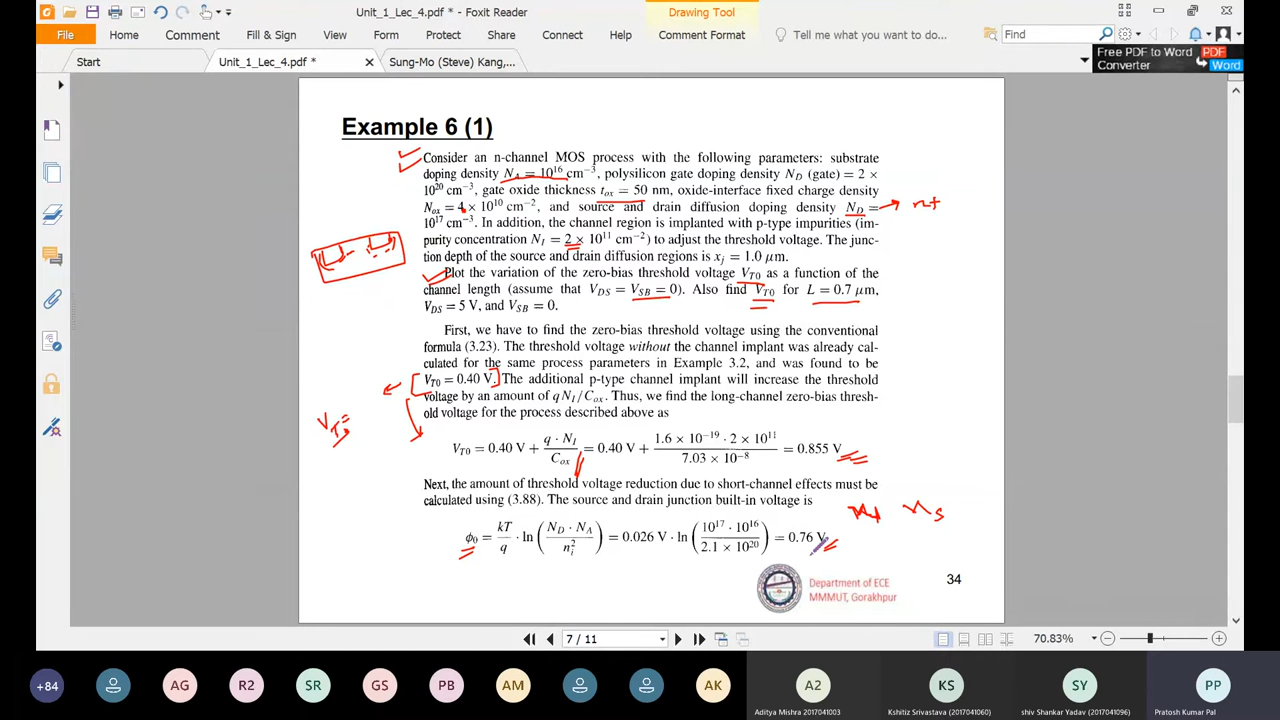 Unit_1_Lec_4.pdf * - Foxit Reader
Drawing Tool
File Home Comment Fill & Sign View Form Protect Share Connect Help Comment Format Tell me what you want to do... Find
Start Unit_1_Lec_4.pdf * Sung-Mo (Steve) Kang,...
Free PDF to Word
Converter
PDF
Word
Example 6 (1)
Consider an n-channel MOS process with the following parameters: substrate
doping density N_A = 10^16 cm^−3, polysilicon gate doping density N_D (gate) = 2 ×
10^20 cm^−3, gate oxide thickness t_ox = 50 nm, oxide-interface fixed charge density
N_ox = 4 × 10^10 cm^−2, and source and drain diffusion doping density N_D = n+
10^17 cm^−3. In addition, the channel region is implanted with p-type impurities (im-
purity concentration N_I = 2 × 10^11 cm^−2) to adjust the threshold voltage. The junc-
tion depth of the source and drain diffusion regions is x_j = 1.0 μm.
Plot the variation of the zero-bias threshold voltage V_T0 as a function of the
channel length (assume that V_DS = V_SB = 0). Also find V_T0 for L = 0.7 μm,
V_DS = 5 V, and V_SB = 0.
First, we have to find the zero-bias threshold voltage using the conventional
formula (3.23). The threshold voltage without the channel implant was already cal-
culated for the same process parameters in Example 3.2, and was found to be
V_T0 = 0.40 V. The additional p-type channel implant will increase the threshold
voltage by an amount of qN_I/C_ox. Thus, we find the long-channel zero-bias thresh-
old voltage for the process described above as
V_T0 = 0.40 V + q · N_I / C_ox = 0.40 V + 1.6 × 10^−19 · 2 × 10^11 / 7.03 × 10^−8 = 0.855 V
Next, the amount of threshold voltage reduction due to short-channel effects must be
calculated using (3.88). The source and drain junction built-in voltage is
ϕ_0 = kT/q · ln(N_D · N_A / n_i^2) = 0.026 V · ln(10^17 · 10^16 / 2.1 × 10^20) = 0.76 V
Department of ECE
MMMUT, Gorakhpur
34
7 / 11
70.83%
+84 AG R2 SR GS PB AM AK A2 KS SY PP
Aditya Mishra 2017041003 Kshitiz Srivastava (2017041060) shiv Shankar Yadav (2017041096) Pratosh Kumar Pal